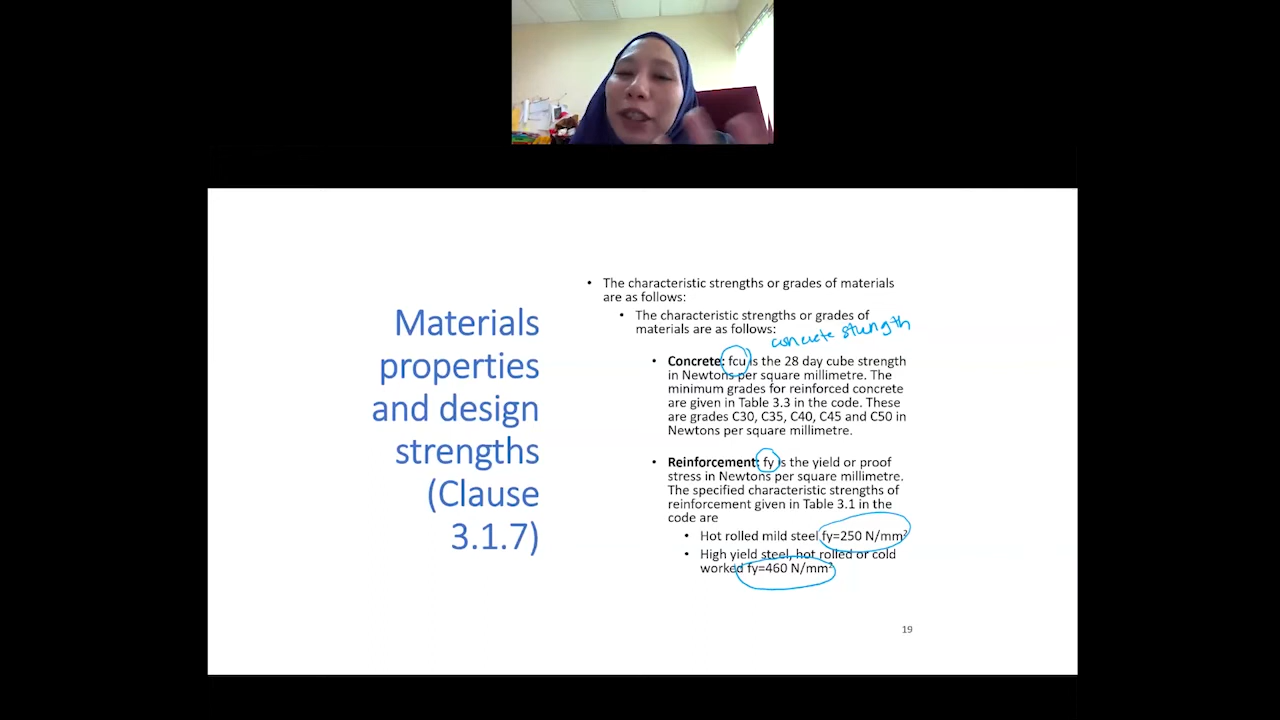 Materials
properties
and design
strengths
(Clause
3.1.7)
• The characteristic strengths or grades of materials
are as follows:
• The characteristic strengths or grades of
materials are as follows:
concrete strength
• Concrete: fcu is the 28 day cube strength
in Newtons per square millimetre. The
minimum grades for reinforced concrete
are given in Table 3.3 in the code. These
are grades C30, C35, C40, C45 and C50 in
Newtons per square millimetre.
• Reinforcement: fy is the yield or proof
stress in Newtons per square millimetre.
The specified characteristic strengths of
reinforcement given in Table 3.1 in the
code are
• Hot rolled mild steel fy=250 N/mm²
• High yield steel, hot rolled or cold
worked fy=460 N/mm²
19